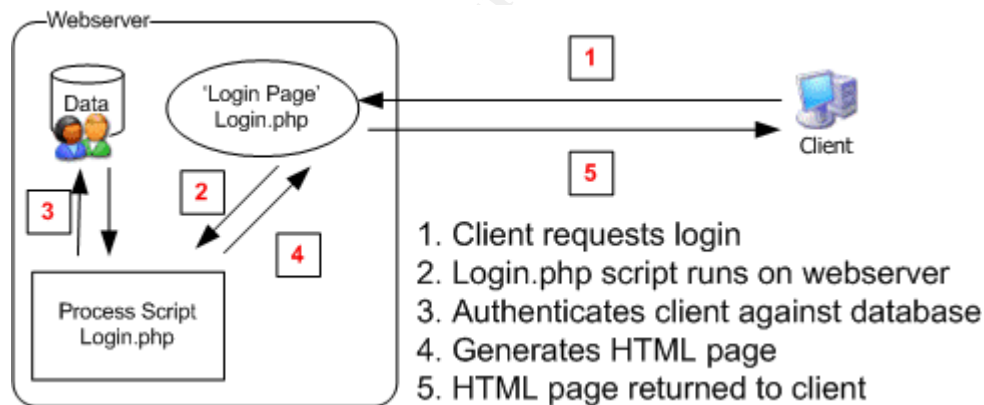 Webserver
Data
'Login Page'
Login.php
1
Client
2
5
3
4
Process Script
Login.php
1. Client requests login
2. Login.php script runs on webserver
3. Authenticates client against database
4. Generates HTML page
5. HTML page returned to client